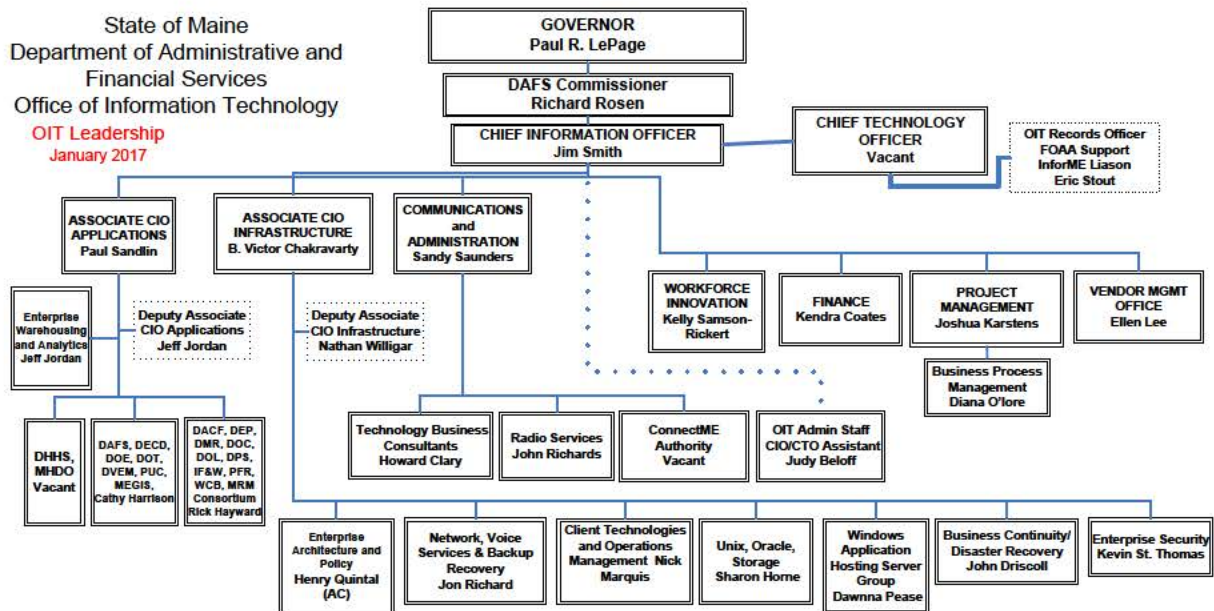 State of Maine
Department of Administrative and
Financial Services
Office of Information Technology
OIT Leadership
January 2017
GOVERNOR
Paul R. LePage
DAFS Commissioner
Richard Rosen
CHIEF INFORMATION OFFICER
Jim Smith
CHIEF TECHNOLOGY
OFFICER
Vacant
OIT Records Officer
FOAA Support
InforME Liason
Eric Stout
ASSOCIATE CIO
APPLICATIONS
Paul Sandlin
ASSOCIATE CIO
INFRASTRUCTURE
B. Victor Chakravarty
COMMUNICATIONS
and
ADMINISTRATION
Sandy Saunders
WORKFORCE
INNOVATION
Kelly Samson-
Rickert
FINANCE
Kendra Coates
PROJECT
MANAGEMENT
Joshua Karstens
VENDOR MGMT
OFFICE
Ellen Lee
Enterprise
Warehousing
and Analytics
Jeff Jordan
Deputy Associate
CIO Applications
Jeff Jordan
Deputy Associate
CIO Infrastructure
Nathan Willigar
Business Process
Management
Diana O'lore
DHHS,
MHDO
Vacant
DAFS, DECD,
DOE, DOT,
DVEM, PUC,
MEGIS,
Cathy Harrison
DACF, DEP,
DMR, DOC,
DOL, DPS,
IF&W, PFR,
WCB, MRM
Consortium
Rick Hayward
Technology Business
Consultants
Howard Clary
Radio Services
John Richards
ConnectME
Authority
Vacant
OIT Admin Staff
CIO/CTO Assistant
Judy Beloff
Enterprise
Architecture and
Policy
Henry Quintal
(AC)
Network, Voice
Services & Backup
Recovery
Jon Richard
Client Technologies
and Operations
Management Nick
Marquis
Unix, Oracle,
Storage
Sharon Horne
Windows
Application
Hosting Server
Group
Dawnna Pease
Business Continuity/
Disaster Recovery
John Driscoll
Enterprise Security
Kevin St. Thomas